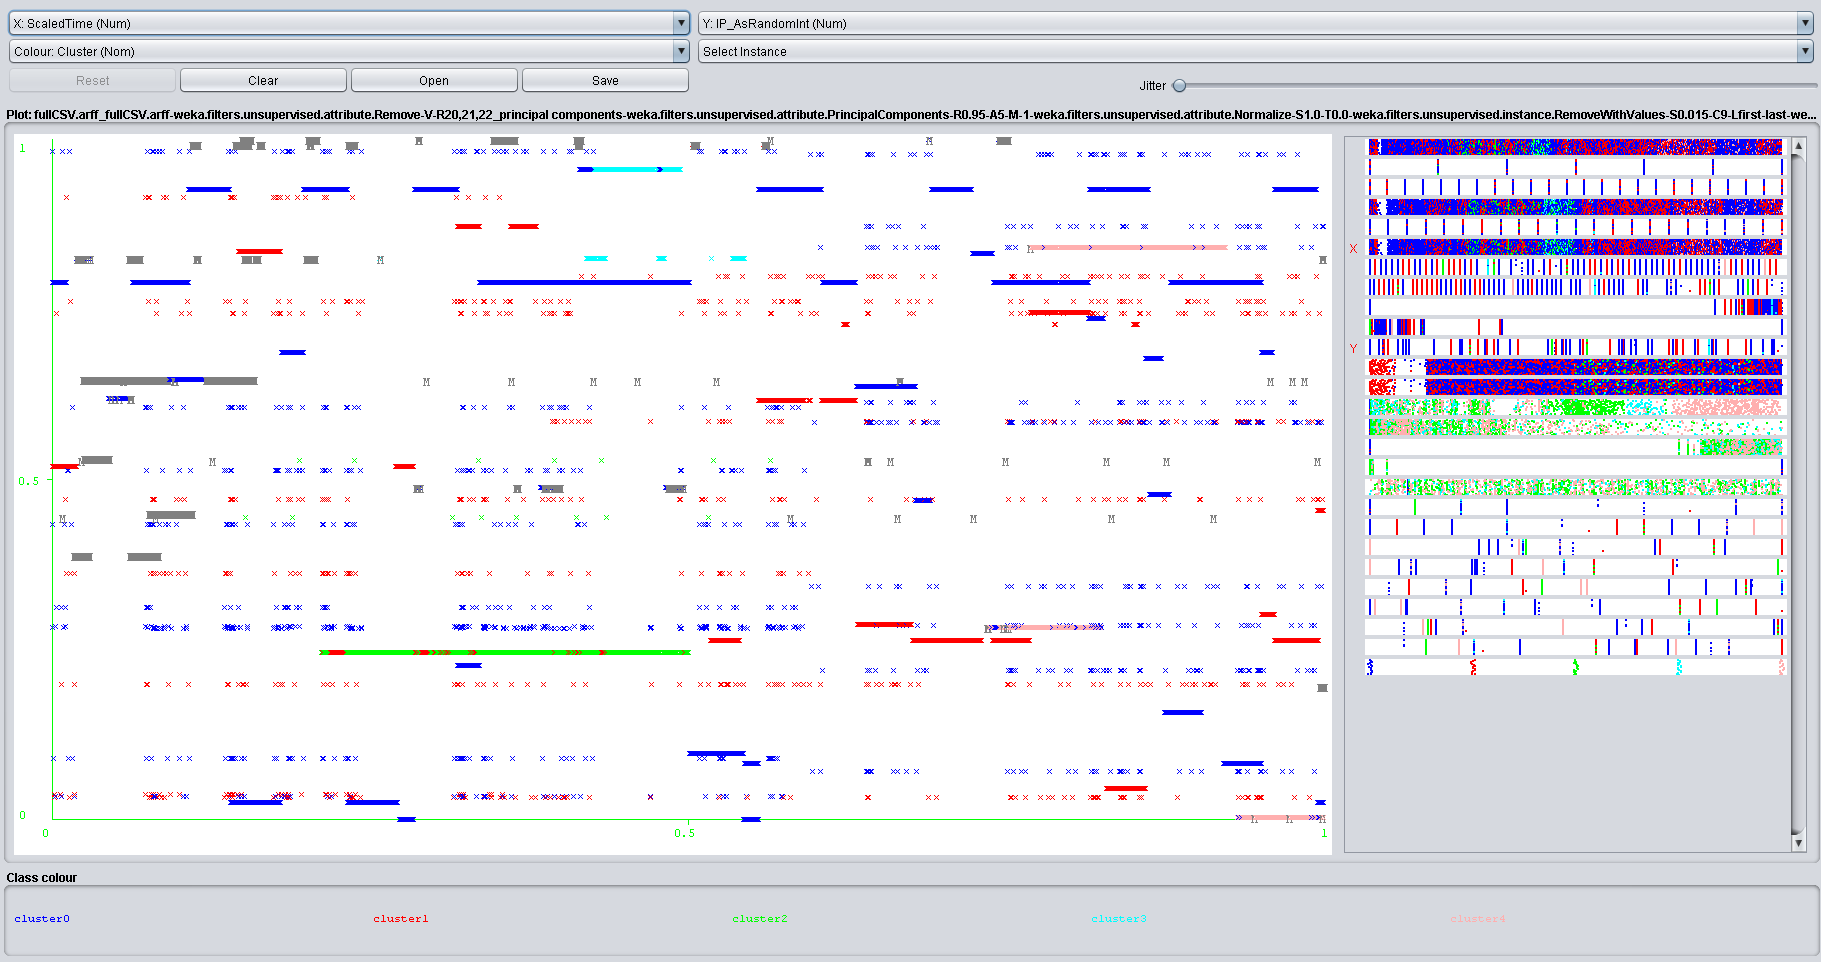 X: ScaledTime (Num)
Y: IP_AsRandomInt (Num)
Colour: Cluster (Nom)
Select Instance
Reset
Clear
Open
Save
Jitter
Plot: fullCSV.arff_fullCSV.arff-weka.filters.unsupervised.attribute.Remove-V-R20,21,22_principal components-weka.filters.unsupervised.attribute.PrincipalComponents-R0.95-A5-M-1-weka.filters.unsupervised.attribute.Normalize-S1.0-T0.0-weka.filters.unsupervised.instance.RemoveWithValues-S0.015-C9-Lfirst-last-we...
1
0.5
0
0
0.5
1
X
Y
Class colour
cluster0
cluster1
cluster2
cluster3
cluster4